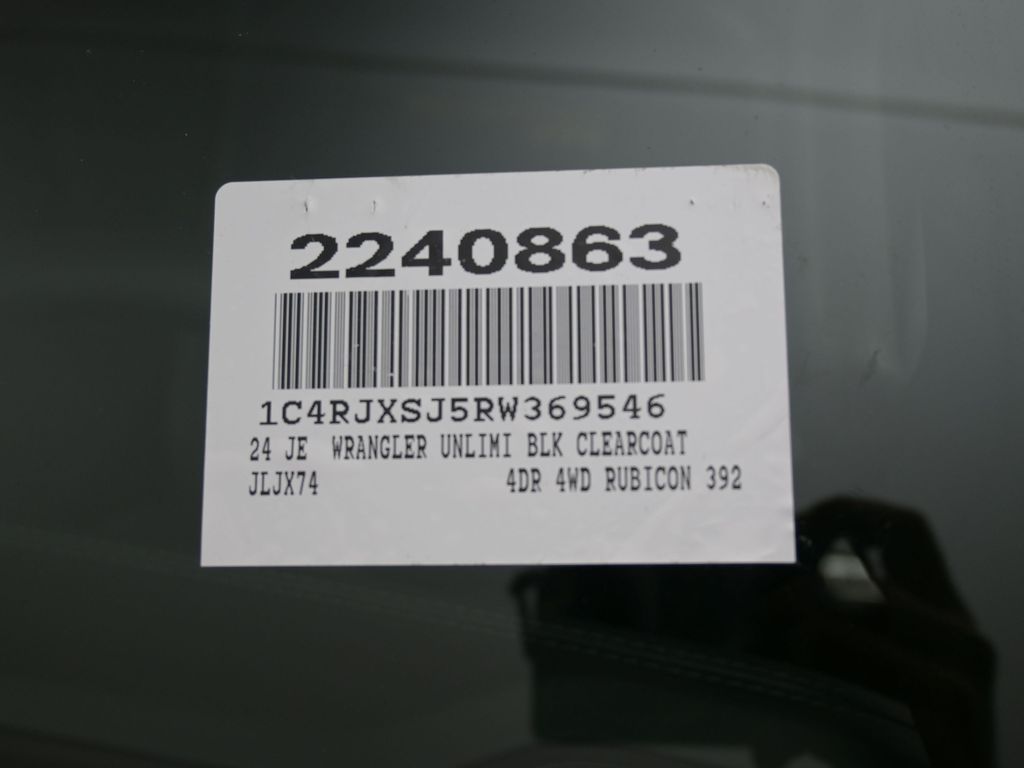 2240863
1C4RJXSJ5RW369546
24 JE WRANGLER UNLIMI BLK CLEARCOAT
JLJX74 4DR 4WD RUBICON 392